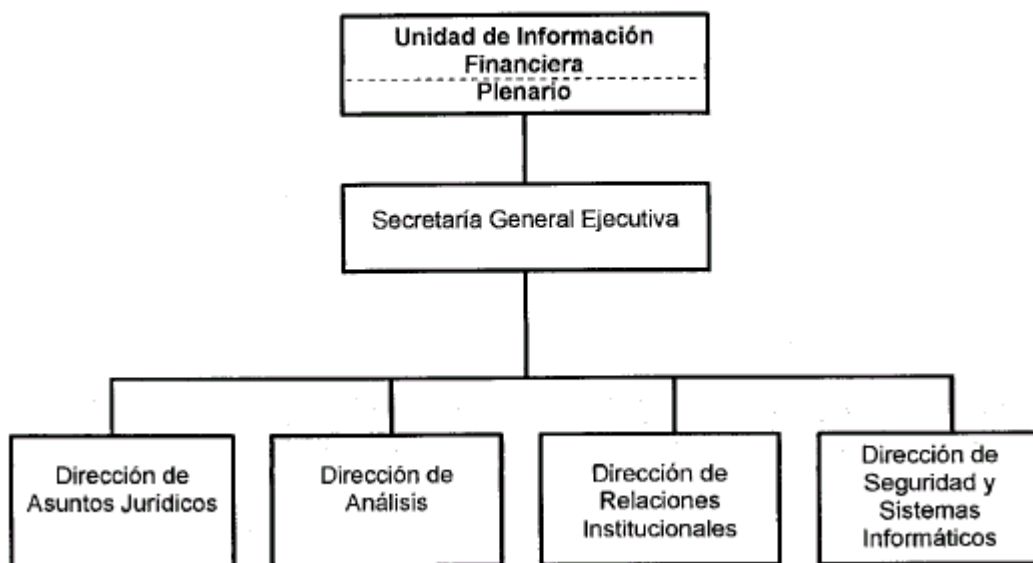 Unidad de Información
Financiera
Plenario
Secretaría General Ejecutiva
Dirección de
Asuntos Jurídicos
Dirección de
Análisis
Dirección de
Relaciones
Institucionales
Dirección de
Seguridad y
Sistemas
Informáticos